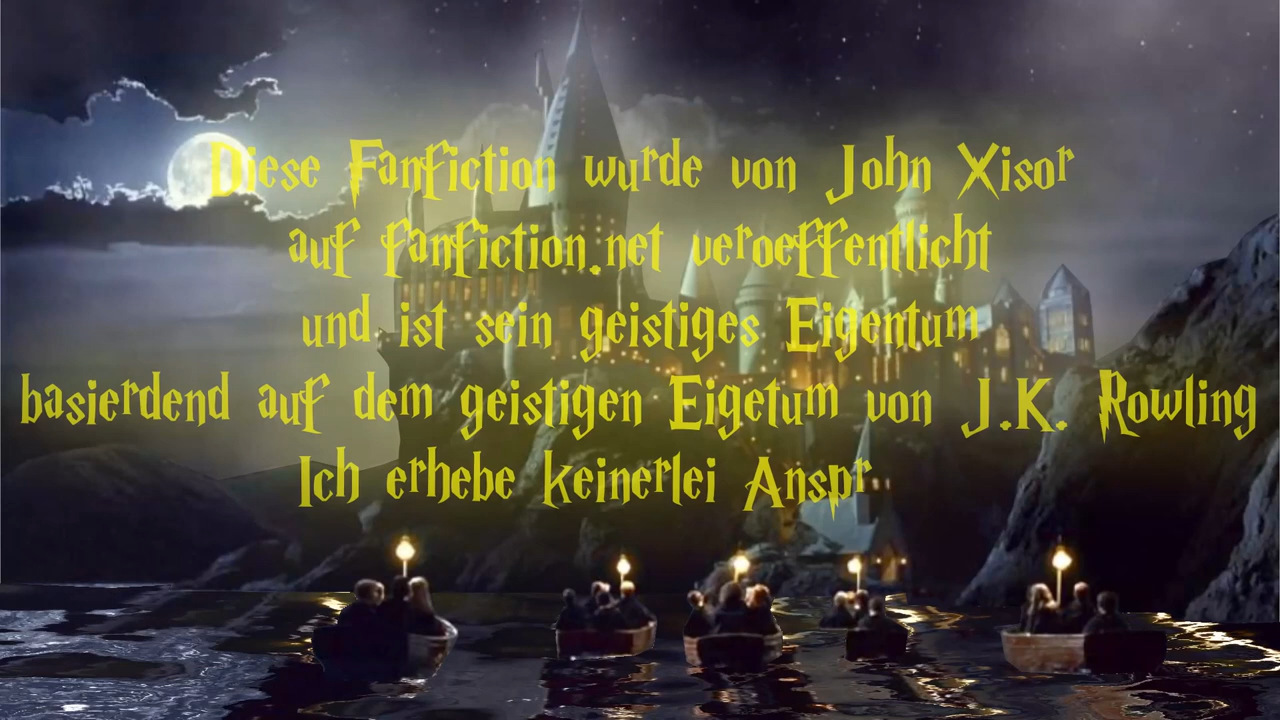 Diese Fanfiction wurde von John Xisor
auf fanfiction.net veroeffentlicht
und ist sein geistiges Eigentum
basierdend auf dem geistigen Eigetum von J.K. Rowling
Ich erhebe keinerlei Anspr